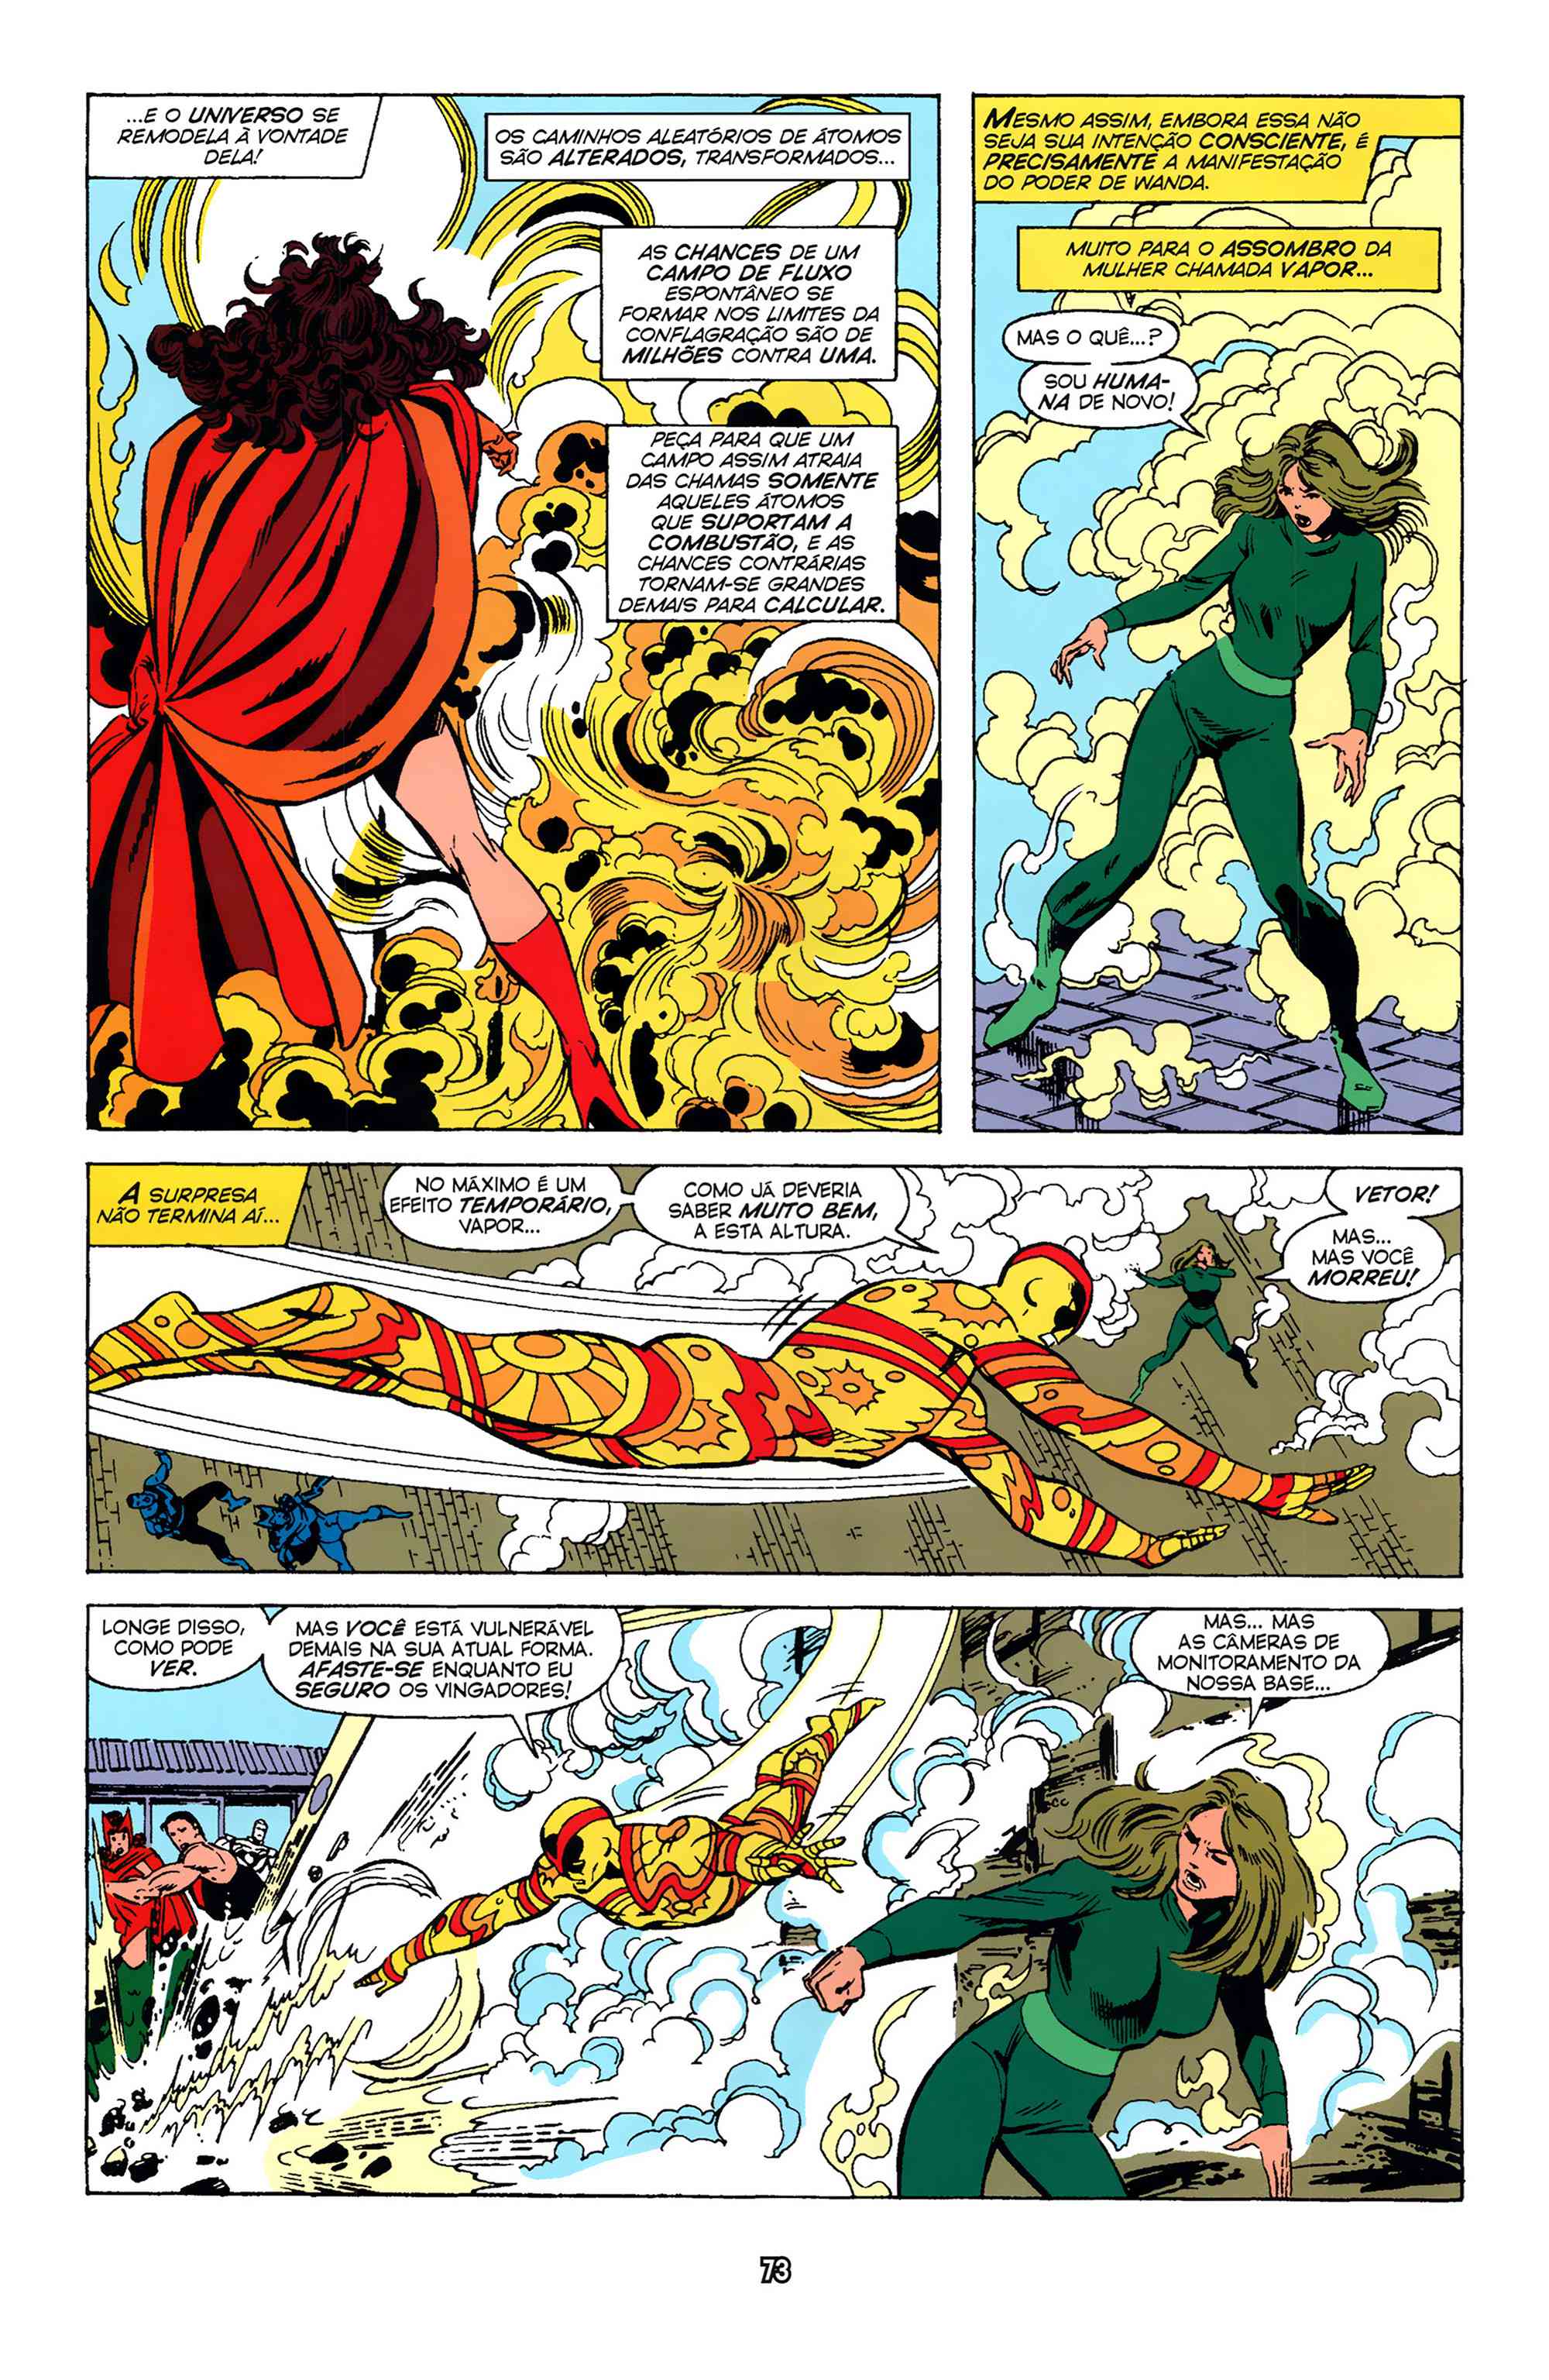 ...E O UNIVERSO SE
REMODELA À VONTADE
DELA!
OS CAMINHOS ALEATÓRIOS DE ÁTOMOS
SÃO ALTERADOS, TRANSFORMADOS...
AS CHANCES DE UM
CAMPO DE FLUXO
ESPONTÂNEO SE
FORMAR NOS LIMITES DA
CONFLAGRAÇÃO SÃO DE
MILHÕES CONTRA UMA.
PEÇA PARA QUE UM
CAMPO ASSIM ATRAIA
DAS CHAMAS SOMENTE
AQUELES ÁTOMOS
QUE SUPORTAM A
COMBUSTÃO, E AS
CHANCES CONTRÁRIAS
TORNAM-SE GRANDES
DEMAIS PARA CALCULAR.
MESMO ASSIM, EMBORA ESSA NÃO
SEJA SUA INTENÇÃO CONSCIENTE, É
PRECISAMENTE A MANIFESTAÇÃO
DO PODER DE WANDA.
MUITO PARA O ASSOMBRO DA
MULHER CHAMADA VAPOR...
MAS O QUÊ...?
SOU HUMA-
NA DE NOVO!
A SURPRESA
NÃO TERMINA AÍ...
NO MÁXIMO É UM
EFEITO TEMPORÁRIO,
VAPOR...
COMO JÁ DEVERIA
SABER MUITO BEM,
A ESTA ALTURA.
VETOR!
MAS...
MAS VOCÊ
MORREU!
LONGE DISSO,
COMO PODE
VER.
MAS VOCÊ ESTÁ VULNERÁVEL
DEMAIS NA SUA ATUAL FORMA.
AFASTE-SE ENQUANTO EU
SEGURO OS VINGADORES!
MAS... MAS
AS CÂMERAS DE
MONITORAMENTO DA
NOSSA BASE...
73